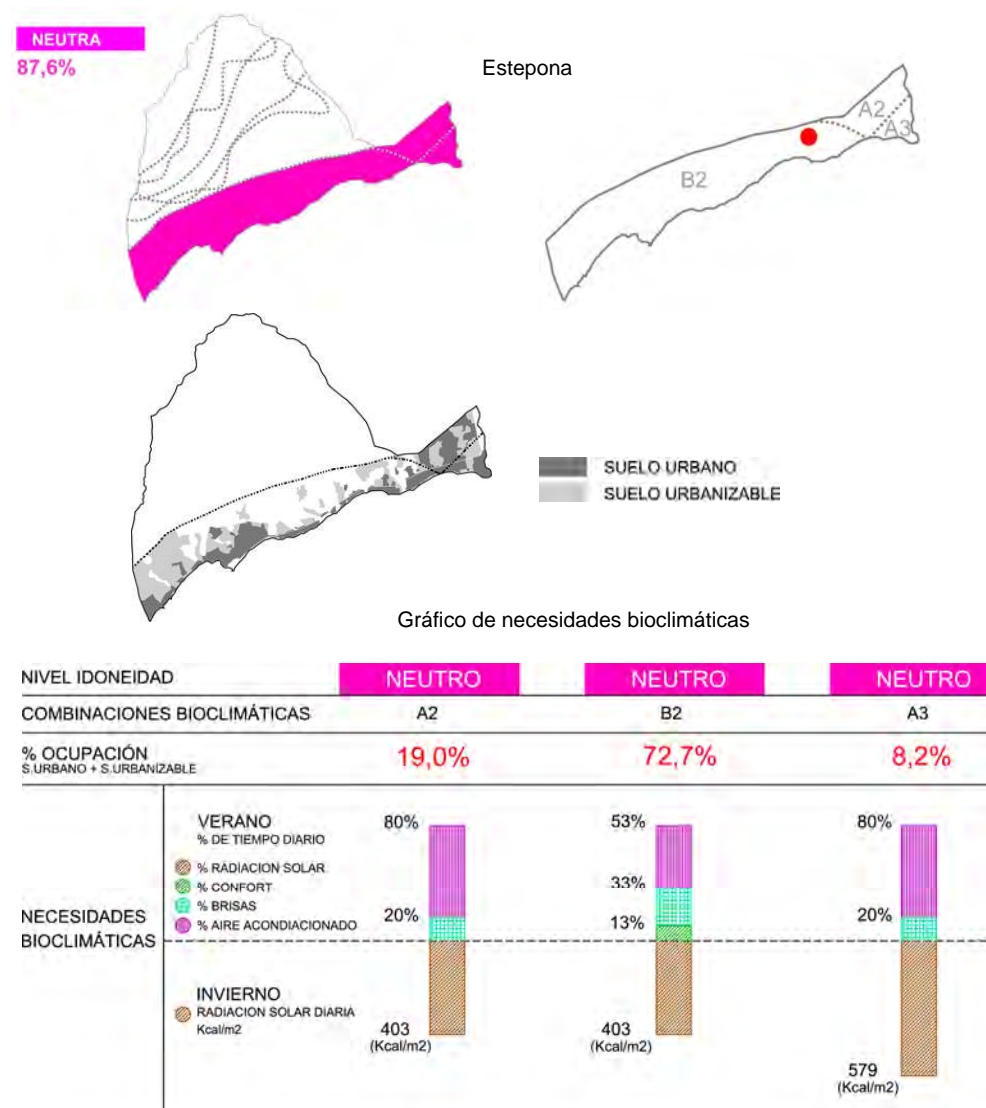 NEUTRA
87,6%
Estepona
A2
A3
B2
SUELO URBANO
SUELO URBANIZABLE
Gráfico de necesidades bioclimáticas
NIVEL IDONEIDAD NEUTRO NEUTRO NEUTRO
COMBINACIONES BIOCLIMÁTICAS A2 B2 A3
% OCUPACIÓN 19,0% 72,7% 8,2%
S.URBANO + S.URBANIZABLE
NECESIDADES
BIOCLIMÁTICAS
VERANO
% DE TIEMPO DIARIO
% RADIACION SOLAR
% CONFORT
% BRISAS
% AIRE ACONDIACIONADO
INVIERNO
RADIACION SOLAR DIARIA
Kcal/m2
80%
20%
403
(Kcal/m2)
53%
33%
13%
403
(Kcal/m2)
80%
20%
579
(Kcal/m2)